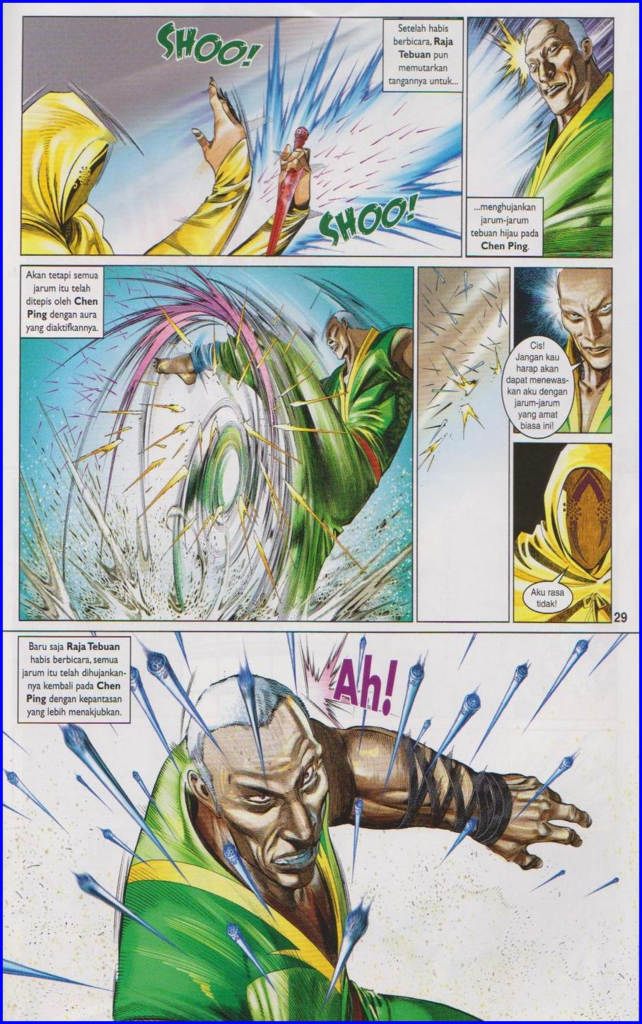 SHOO!
Setelah habis
berbicara, Raja
Tebuan pun
memutarkan
tangannya untuk...
SHOO!
...menghujankan
jarum-jarum
tebuan hijau pada
Chen Ping.
Akan tetapi semua
jarum itu telah
ditepis oleh Chen
Ping dengan aura
yang diaktifkannya.
Cis!
Jangan kau
harap akan
dapat menewas-
kan aku dengan
jarum-jarum
yang amat
biasa ini!
Aku rasa
tidak!
29
Baru saja Raja Tebuan
habis berbicara, semua
jarum itu telah dihujankan-
nya kembali pada Chen
Ping dengan kepantasan
yang lebih menakjubkan.
Ah!